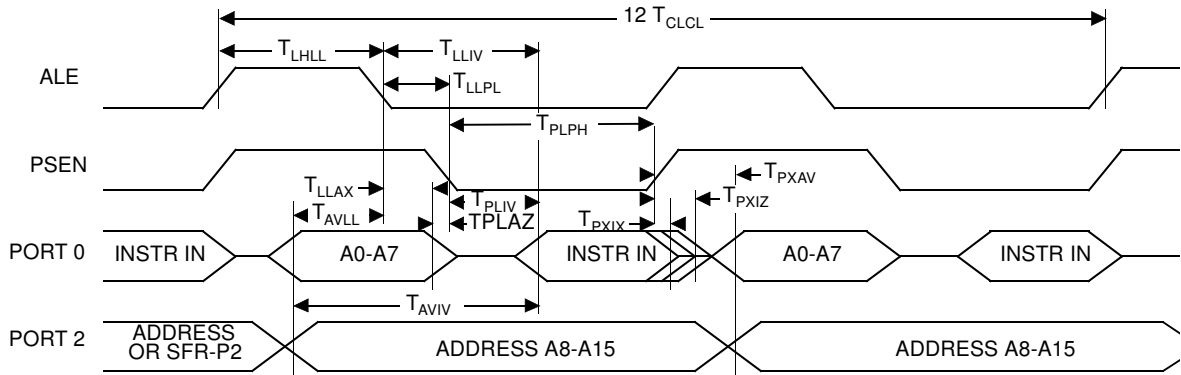 12 TCLCL
TLHLL
TLLIV
ALE
TLLPL
TPLPH
PSEN
TLLAX
TPLIV
TPXAV
TPXIZ
TAVLL
TPLAZ
TPXIX
PORT 0
INSTR IN
A0-A7
INSTR IN
A0-A7
INSTR IN
TAVIV
PORT 2
ADDRESS
OR SFR-P2
ADDRESS A8-A15
ADDRESS A8-A15